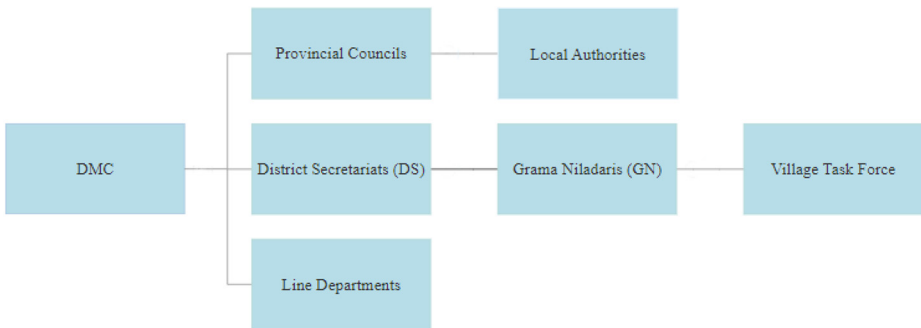 Provincial Councils
Local Authorities
DMC
District Secretariats (DS)
Grama Niladaris (GN)
Village Task Force
Line Departments